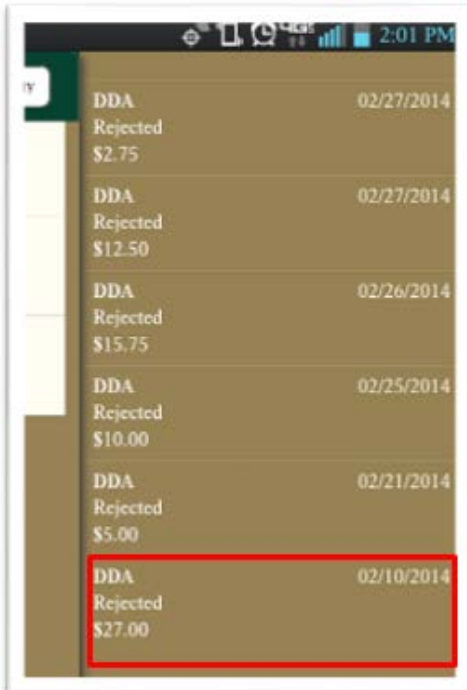 2:01 PM
DDA 02/27/2014
Rejected
$2.75
DDA 02/27/2014
Rejected
$12.50
DDA 02/26/2014
Rejected
$15.75
DDA 02/25/2014
Rejected
$10.00
DDA 02/21/2014
Rejected
$5.00
DDA 02/10/2014
Rejected
$27.00